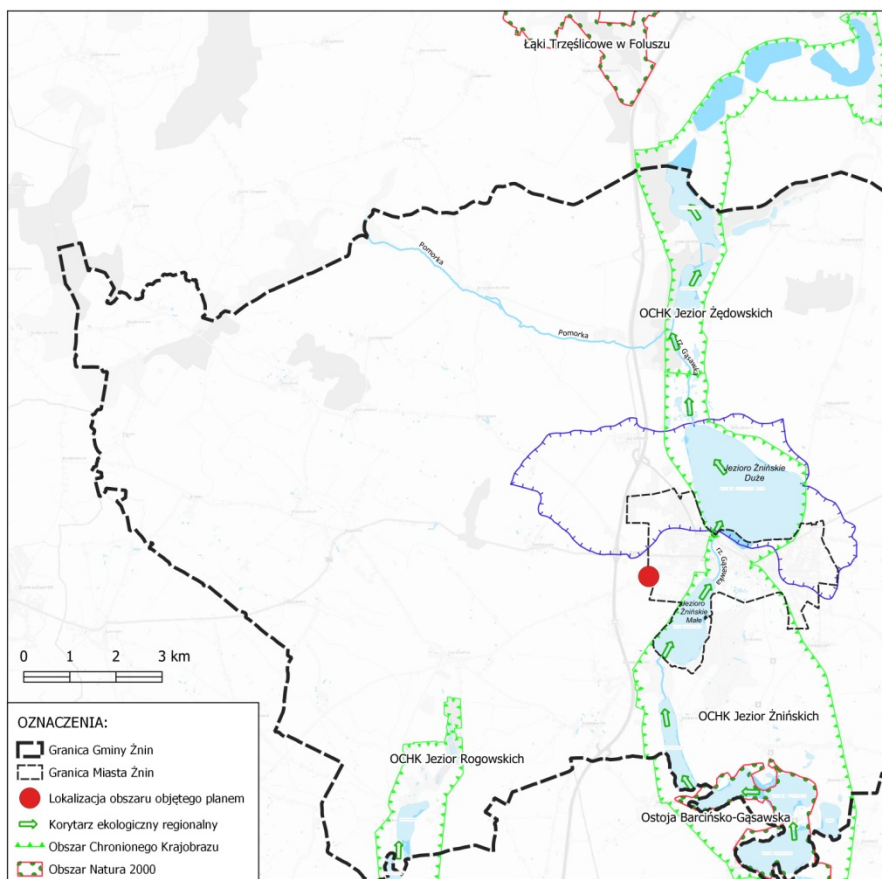 Łąki Trzęślicowe w Foluszu
Pomorka
Pomorka
OCHK Jezior Żędowskich
rz. Gąsawka
Jezioro Żnińskie
Duże
rz. Gąsawka
Jezioro
Żnińskie
Małe
0 1 2 3 km
OCHK Jezior Żnińskich
OCHK Jezior Rogowskich
Ostoja Barcińsko-Gąsawska
OZNACZENIA:
Granica Gminy Żnin
Granica Miasta Żnin
Lokalizacja obszaru objętego planem
Korytarz ekologiczny regionalny
Obszar Chronionego Krajobrazu
Obszar Natura 2000